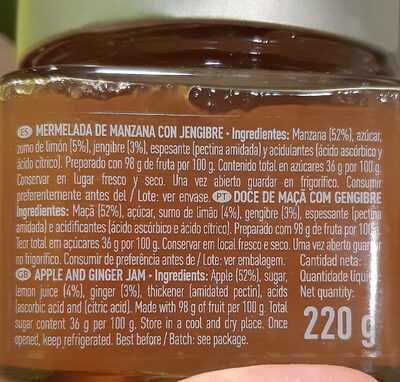 ES MERMELADA DE MANZANA CON JENGIBRE • Ingredientes: Manzana (52%), azúcar,
zumo de limón (5%), jengibre (3%), espesante (pectina amidada) y acidulantes (ácido ascórbico y
ácido cítrico). Preparado con 98 g de fruta por 100 g. Contenido total en azúcares 36 g por 100 g.
Conservar en lugar fresco y seco. Una vez abierto guardar en frigorífico. Consumir
preferentemente antes del / Lote: ver envase. PT DOCE DE MAÇÃ COM GENGIBRE
Ingredientes: Maçã (52%), açúcar, sumo de limão (4%), gengibre (3%), espessante (pectina
amidada) e acidificantes (ácido ascórbico e ácido cítrico). Preparado com 98 g de fruta por 100 g.
Teor total em açúcares 36 g por 100 g. Conservar em local fresco e seco. Uma vez aberto guardar
no frigorífico. Consumir de preferência antes de / Lote: ver embalagem.
GB APPLE AND GINGER JAM • Ingredients: Apple (52%), sugar,
lemon juice (4%), ginger (3%), thickener (amidated pectin), acids
(ascorbic acid and (citric acid). Made with 98 g of fruit per 100 g. Total
sugar content 36 g per 100 g. Store in a cool and dry place. Once
opened, keep refrigerated. Best before / Batch: see package.
Cantidad neta:
Quantidade líquida:
Net quantity:
220 g